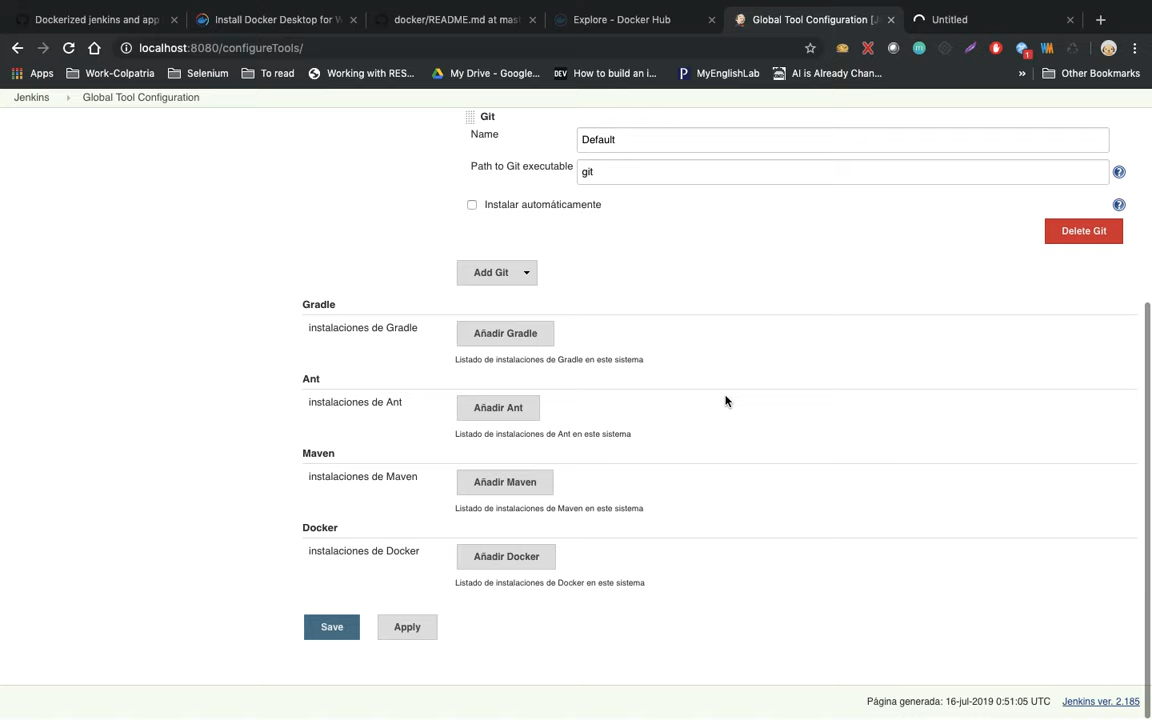 Dockerized jenkins and app
Install Docker Desktop for W
docker/README.md at mast
Explore - Docker Hub
Global Tool Configuration [J
Untitled
localhost:8080/configureTools/
Apps
Work-Colpatria
Selenium
To read
Working with RES...
My Drive - Google...
DEV How to build an i...
P MyEnglishLab
AI is Already Chan...
»
Other Bookmarks
Jenkins
Global Tool Configuration
Git
Name
Default
Path to Git executable
git
Instalar automáticamente
Delete Git
Add Git
Gradle
instalaciones de Gradle
Añadir Gradle
Listado de instalaciones de Gradle en este sistema
Ant
instalaciones de Ant
Añadir Ant
Listado de instalaciones de Ant en este sistema
Maven
instalaciones de Maven
Añadir Maven
Listado de instalaciones de Maven en este sistema
Docker
instalaciones de Docker
Añadir Docker
Listado de instalaciones de Docker en este sistema
Save
Apply
Página generada: 16-jul-2019 0:51:05 UTC
Jenkins ver. 2.185